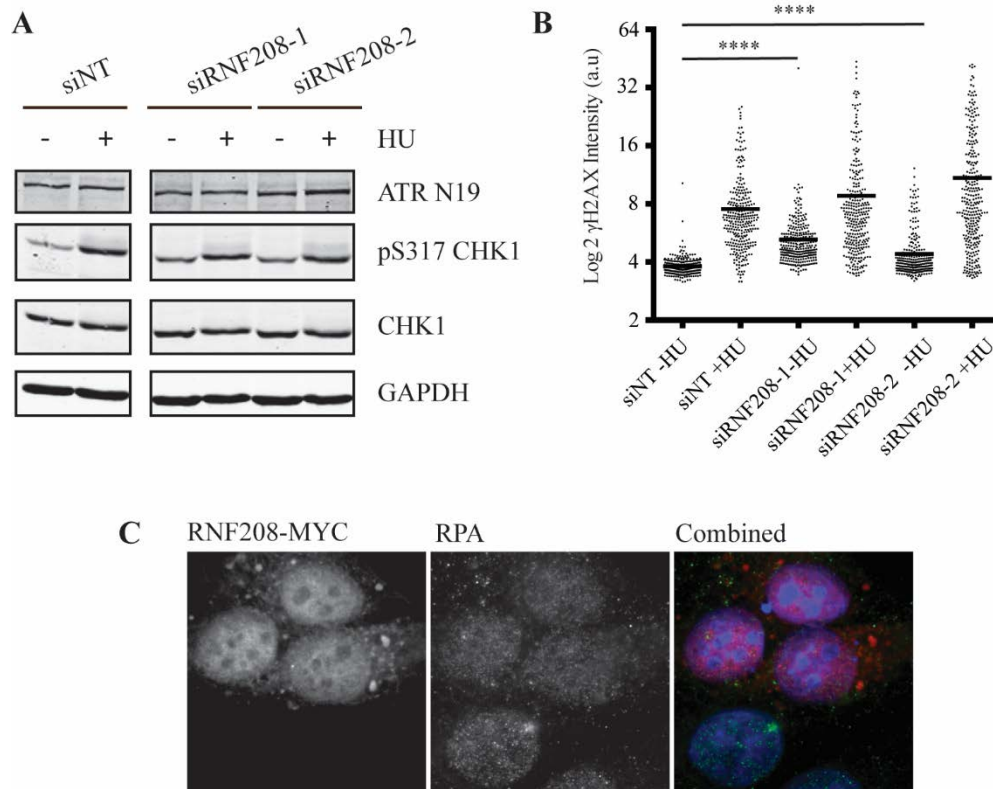 A
siNT
siRNF208-1
siRNF208-2
- + - + - + HU
ATR N19
pS317 CHK1
CHK1
GAPDH
B
****
****
Log 2 γH2AX Intensity (a.u)
64
32
16
8
4
2
siNT -HU
siNT +HU
siRNF208-1-HU
siRNF208-1+HU
siRNF208-2 -HU
siRNF208-2 +HU
C
RNF208-MYC
RPA
Combined